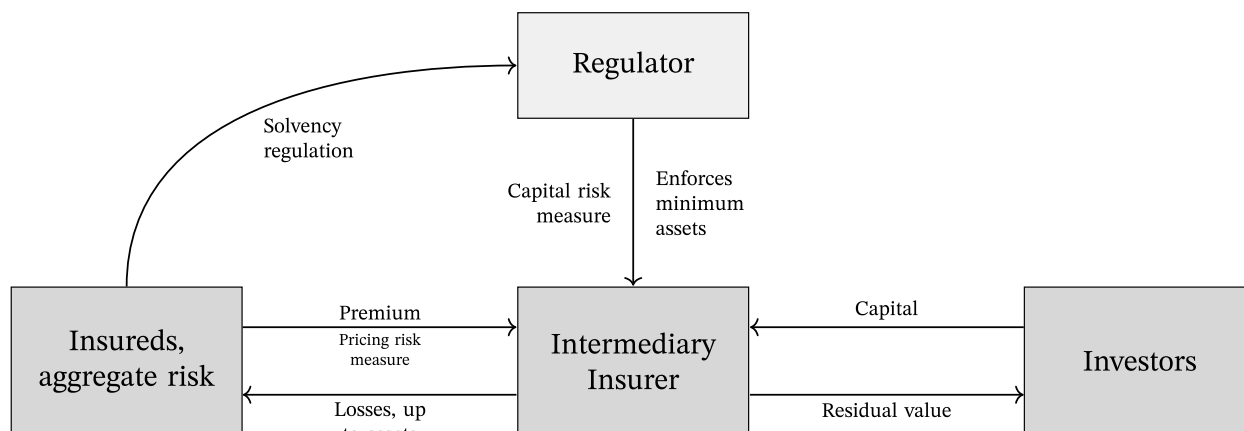 Regulator
Solvency
regulation
Capital risk
measure
Enforces
minimum
assets
Insureds,
aggregate risk
Premium
Pricing risk
measure
Losses, up
Intermediary
Insurer
Capital
Residual value
Investors